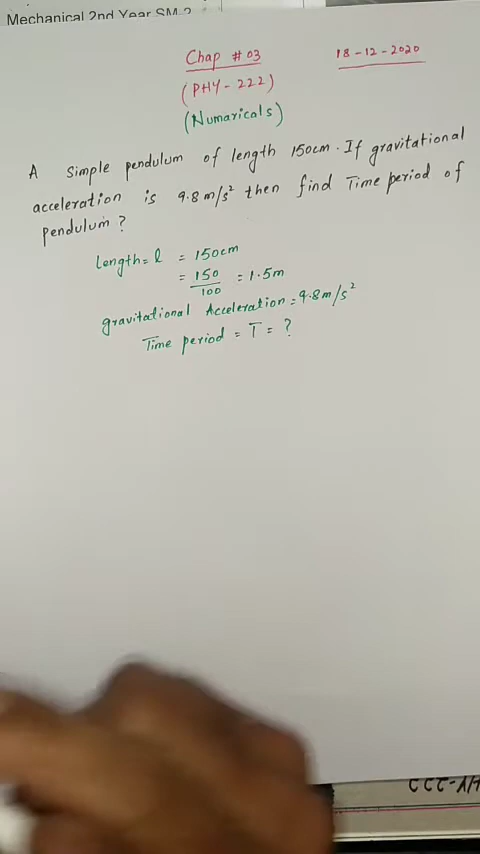 Mechanical 2nd Year SM 2
Chap # 03
18-12-2020
(PHY-222)
(Numaricals)
A Simple pendulum of length 150cm. If gravitational
acceleration is 9.8 m/s² then find Time period of
pendulum?
Length = l = 150cm
= 150/100 = 1.5m
gravitational Acceleration = 9.8m/s²
Time period = T = ?